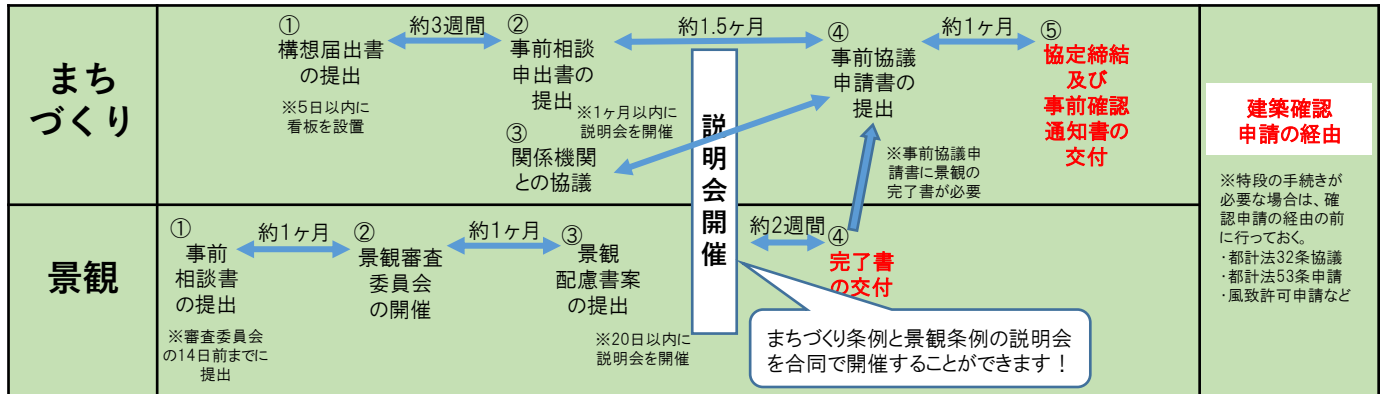 まち
づくり
①
構想届出書
の提出
※5日以内に
看板を設置
約3週間
②
事前相談
申出書の
提出
※1ヶ月以内に
説明会を開催
③
関係機関
との協議
約1.5ヶ月
説明会開催
④
事前協議
申請書の
提出
※事前協議申
請書に景観の
完了書が必要
約1ヶ月
⑤
協定締結
及び
事前確認
通知書の
交付
建築確認
申請の経由
※特段の手続きが
必要な場合は、確
認申請の経由の前
に行っておく。
・都計法32条協議
・都計法53条申請
・風致許可申請など
景観
①
事前
相談書
の提出
※審査委員会
の14日前までに
提出
約1ヶ月
②
景観審査
委員会
の開催
約1ヶ月
③
景観
配慮書案
の提出
※20日以内に
説明会を開催
約2週間
④
完了書
の交付
まちづくり条例と景観条例の説明会
を合同で開催することができます！